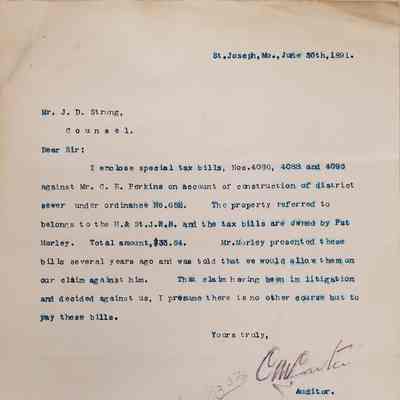 St. Joseph, Mo., June 30th, 1891.
Mr. J. D. Strong,
Counsel.
Dear Sir:
I enclose special tax bills, Nos. 4090, 4088 and 4095
against Mr. C. E. Perkins on account of construction of district
sewer under ordinance No. 682. The property referred to
belongs to the H. & St. J. R. R. and the tax bills are owned by Pat
Morley. Total amount, $33.64. Mr. Morley presented these
bills several years ago and was told that we would allow them on
our claim against him. That claim having been in litigation
and decided against us, I presume there is no other course but to
pay these bills.
Yours truly,
Auditor.